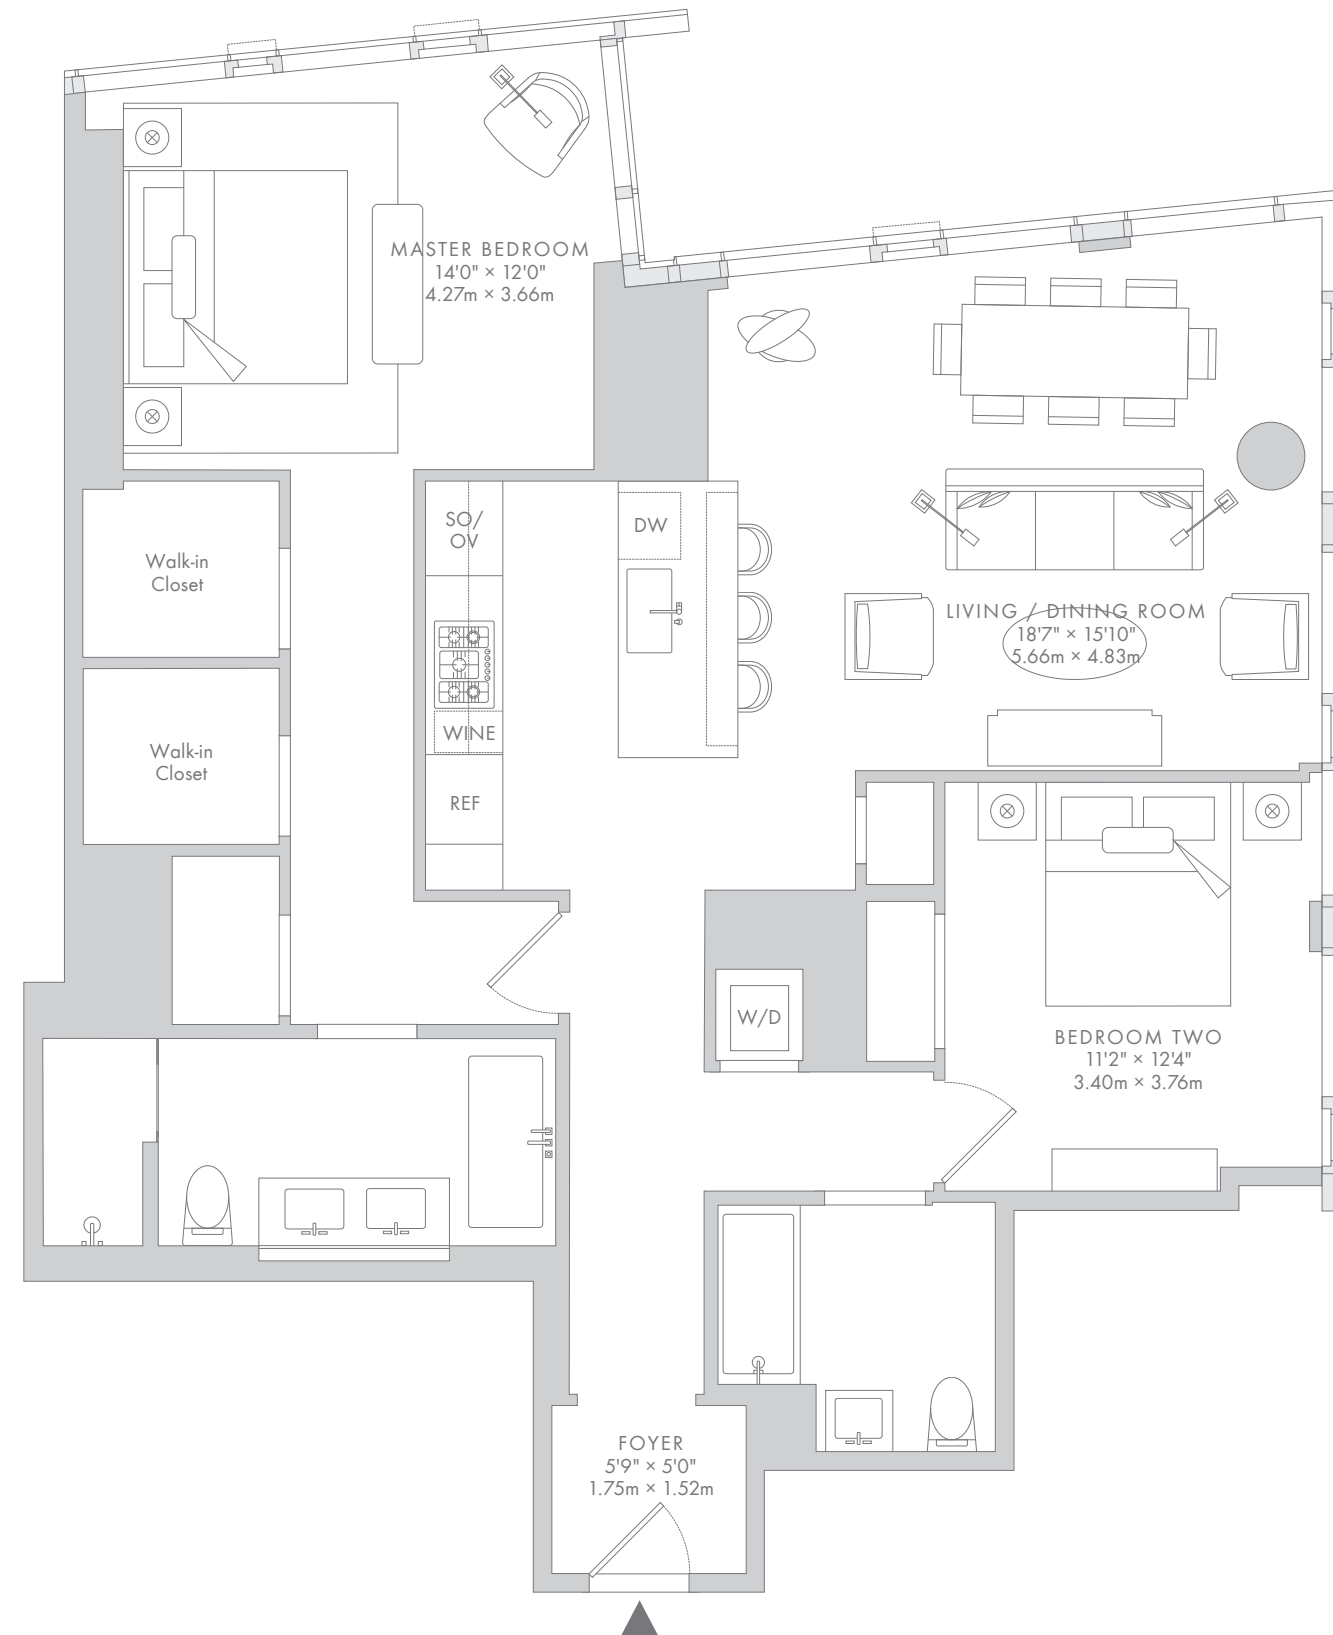 MASTER BEDROOM
14'0" × 12'0"
4.27m × 3.66m
SO/
OV
DW
Walk-in
Closet
LIVING / DINING ROOM
18'7" × 15'10"
5.66m × 4.83m
WINE
Walk-in
Closet
REF
W/D
BEDROOM TWO
11'2" × 12'4"
3.40m × 3.76m
FOYER
5'9" × 5'0"
1.75m × 1.52m